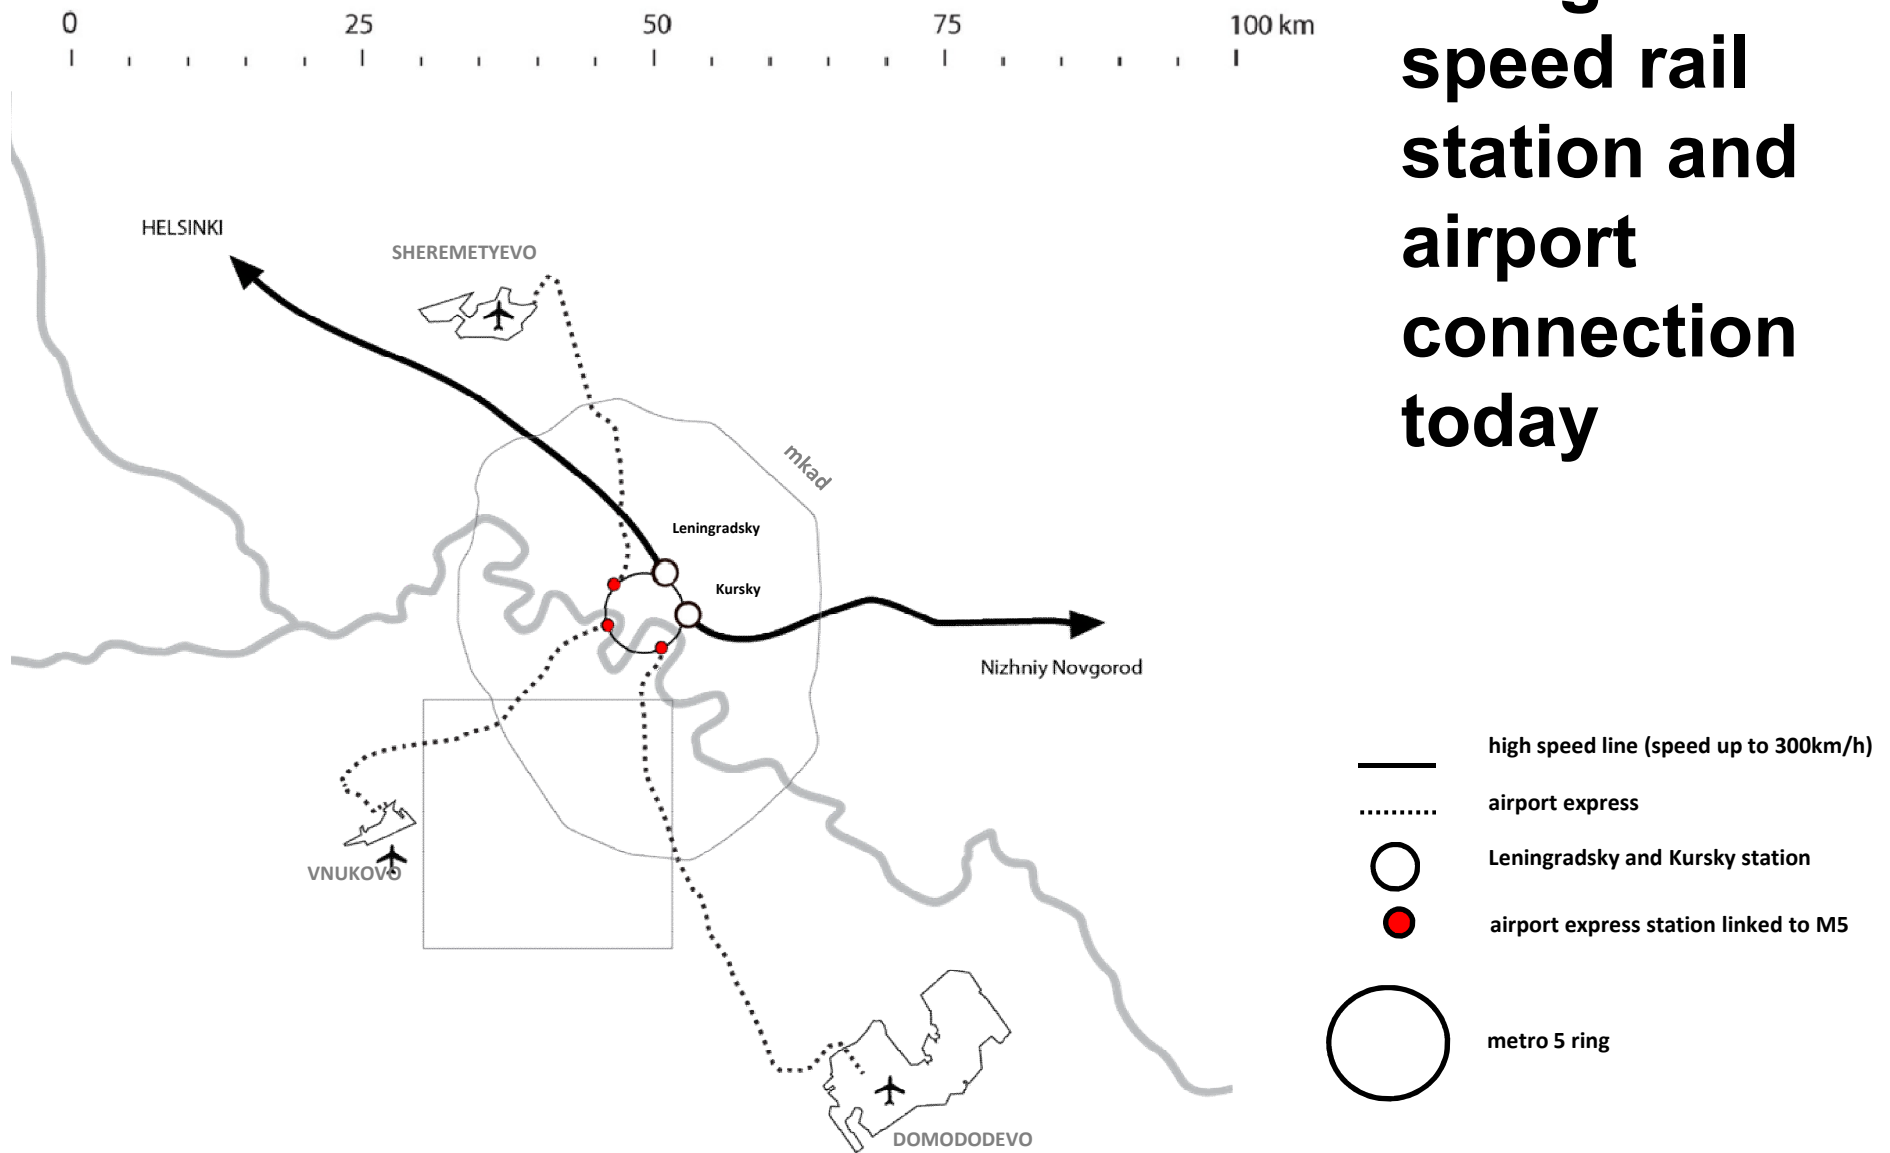 0 25 50 75 100 km
speed rail
station and
airport
connection
today
HELSINKI
SHEREMETYEVO
mkad
Leningradsky
Kursky
Nizhniy Novgorod
VNUKOVO
DOMODODEVO
high speed line (speed up to 300km/h)
airport express
Leningradsky and Kursky station
airport express station linked to M5
metro 5 ring